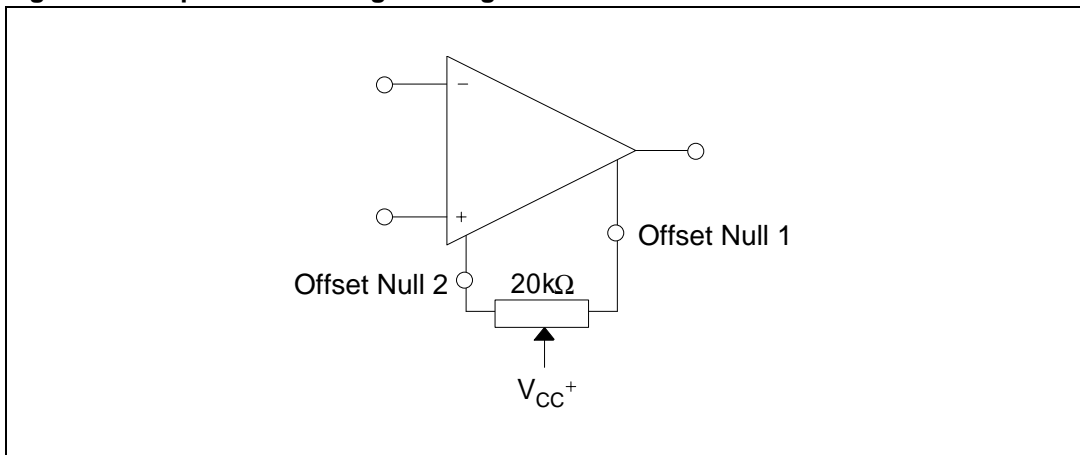 −
+
Offset Null 1
Offset Null 2
20kΩ
VCC+